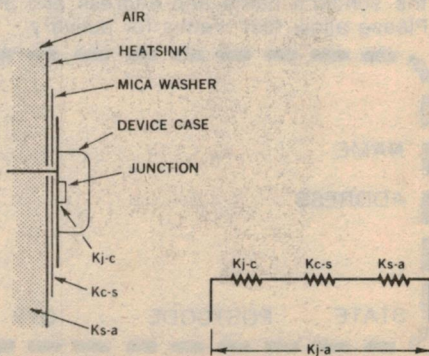 AIR
HEATSINK
MICA WASHER
DEVICE CASE
JUNCTION
Kj-c
Kc-s
Ks-a
Kj-c Kc-s Ks-a
Kj-a